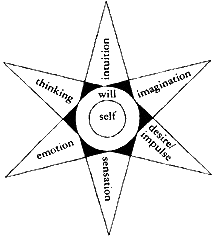 intuition
thinking
imagination
will
self
emotion
desire/
impulse
sensation